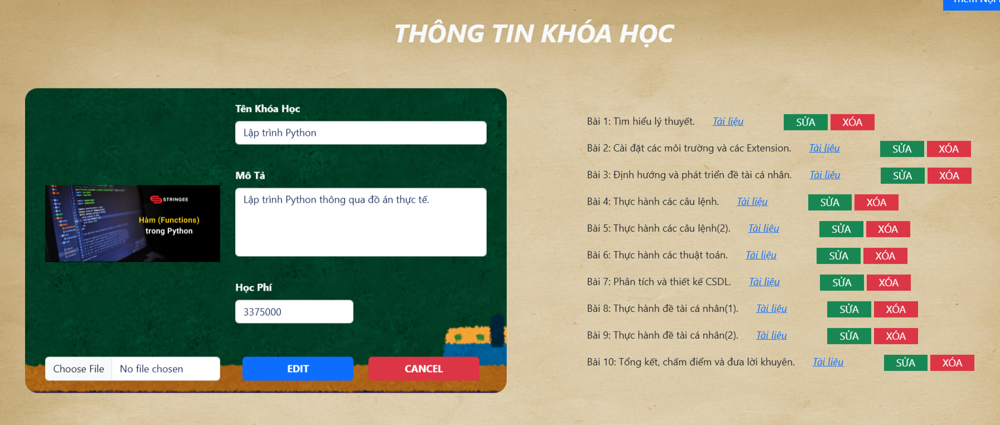 THÔNG TIN KHÓA HỌC
Tên Khóa Học
Lập trình Python
Mô Tả
Lập trình Python thông qua đồ án thực tế.
STRINGEE
Hàm (Functions)
trong Python
Học Phí
3375000
Choose File No file chosen
EDIT
CANCEL
Bài 1: Tìm hiểu lý thuyết. Tài liệu SỬA XÓA
Bài 2: Cài đặt các môi trường và các Extension. Tài liệu SỬA XÓA
Bài 3: Định hướng và phát triển đề tài cá nhân. Tài liệu SỬA XÓA
Bài 4: Thực hành các câu lệnh. Tài liệu SỬA XÓA
Bài 5: Thực hành các câu lệnh(2). Tài liệu SỬA XÓA
Bài 6: Thực hành các thuật toán. Tài liệu SỬA XÓA
Bài 7: Phân tích và thiết kế CSDL. Tài liệu SỬA XÓA
Bài 8: Thực hành đề tài cá nhân(1). Tài liệu SỬA XÓA
Bài 9: Thực hành đề tài cá nhân(2). Tài liệu SỬA XÓA
Bài 10: Tổng kết, chấm điểm và đưa lời khuyên. Tài liệu SỬA XÓA